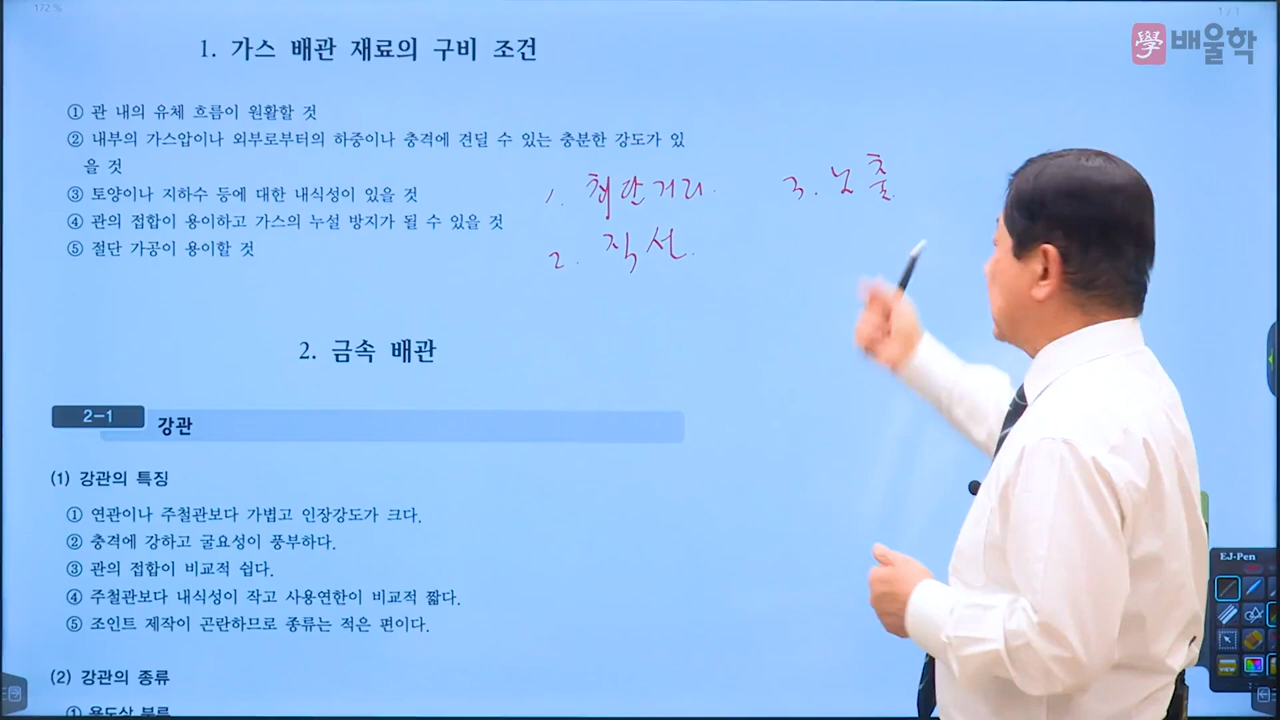 172 %
1 / 1
學 배울학
1. 가스 배관 재료의 구비 조건
① 관 내의 유체 흐름이 원활할 것
② 내부의 가스압이나 외부로부터의 하중이나 충격에 견딜 수 있는 충분한 강도가 있
을 것
③ 토양이나 지하수 등에 대한 내식성이 있을 것
④ 관의 접합이 용이하고 가스의 누설 방지가 될 수 있을 것
⑤ 절단 가공이 용이할 것
1. 최단거리.
2. 직선.
3. 노출.
2. 금속 배관
2-1 강관
(1) 강관의 특징
① 연관이나 주철관보다 가볍고 인장강도가 크다.
② 충격에 강하고 굴요성이 풍부하다.
③ 관의 접합이 비교적 쉽다.
④ 주철관보다 내식성이 작고 사용연한이 비교적 짧다.
⑤ 조인트 제작이 곤란하므로 종류는 적은 편이다.
(2) 강관의 종류
① 용도상 분류
EJ-Pen
VIEW